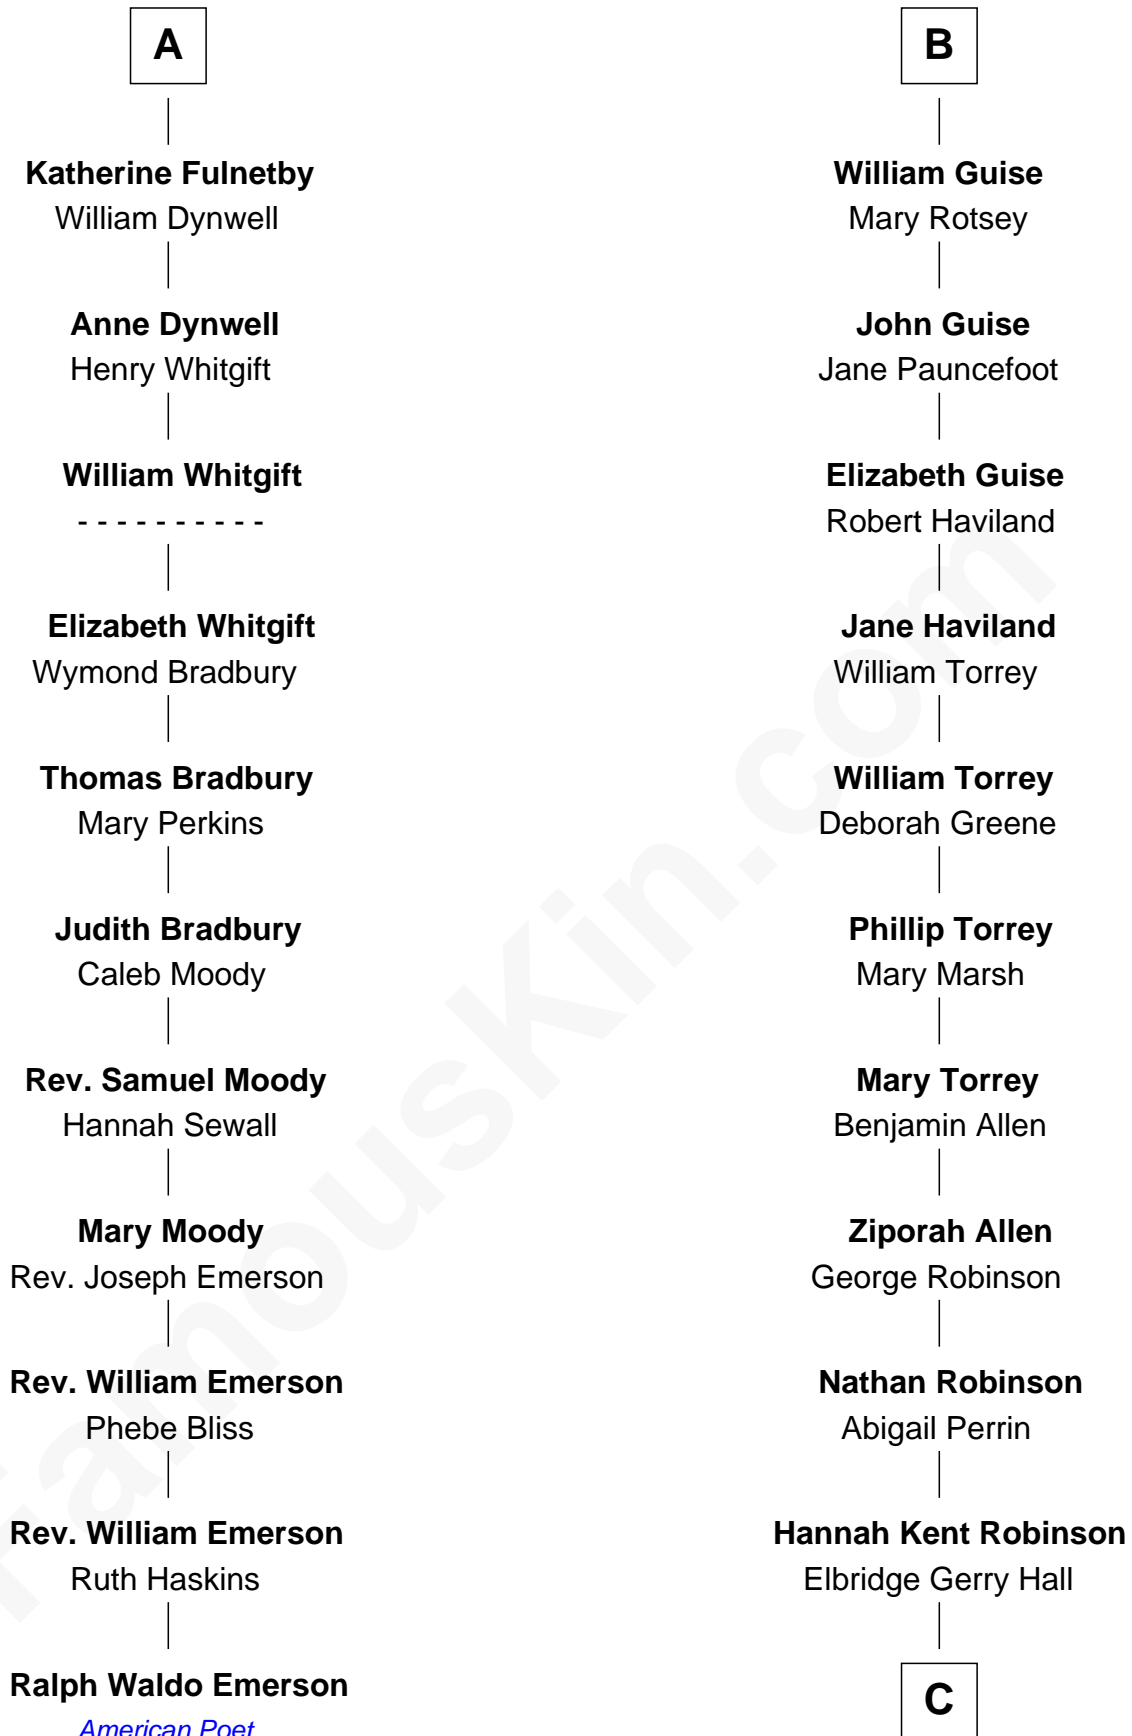 A
Katherine Fulnetby
William Dynwell
Anne Dynwell
Henry Whitgift
William Whitgift
- - - - - - - - - -
Elizabeth Whitgift
Wymond Bradbury
Thomas Bradbury
Mary Perkins
Judith Bradbury
Caleb Moody
Rev. Samuel Moody
Hannah Sewall
Mary Moody
Rev. Joseph Emerson
Rev. William Emerson
Phebe Bliss
Rev. William Emerson
Ruth Haskins
Ralph Waldo Emerson
American Poet
B
William Guise
Mary Rotsey
John Guise
Jane Pauncefoot
Elizabeth Guise
Robert Haviland
Jane Haviland
William Torrey
William Torrey
Deborah Greene
Phillip Torrey
Mary Marsh
Mary Torrey
Benjamin Allen
Ziporah Allen
George Robinson
Nathan Robinson
Abigail Perrin
Hannah Kent Robinson
Elbridge Gerry Hall
C
FamousKin.com